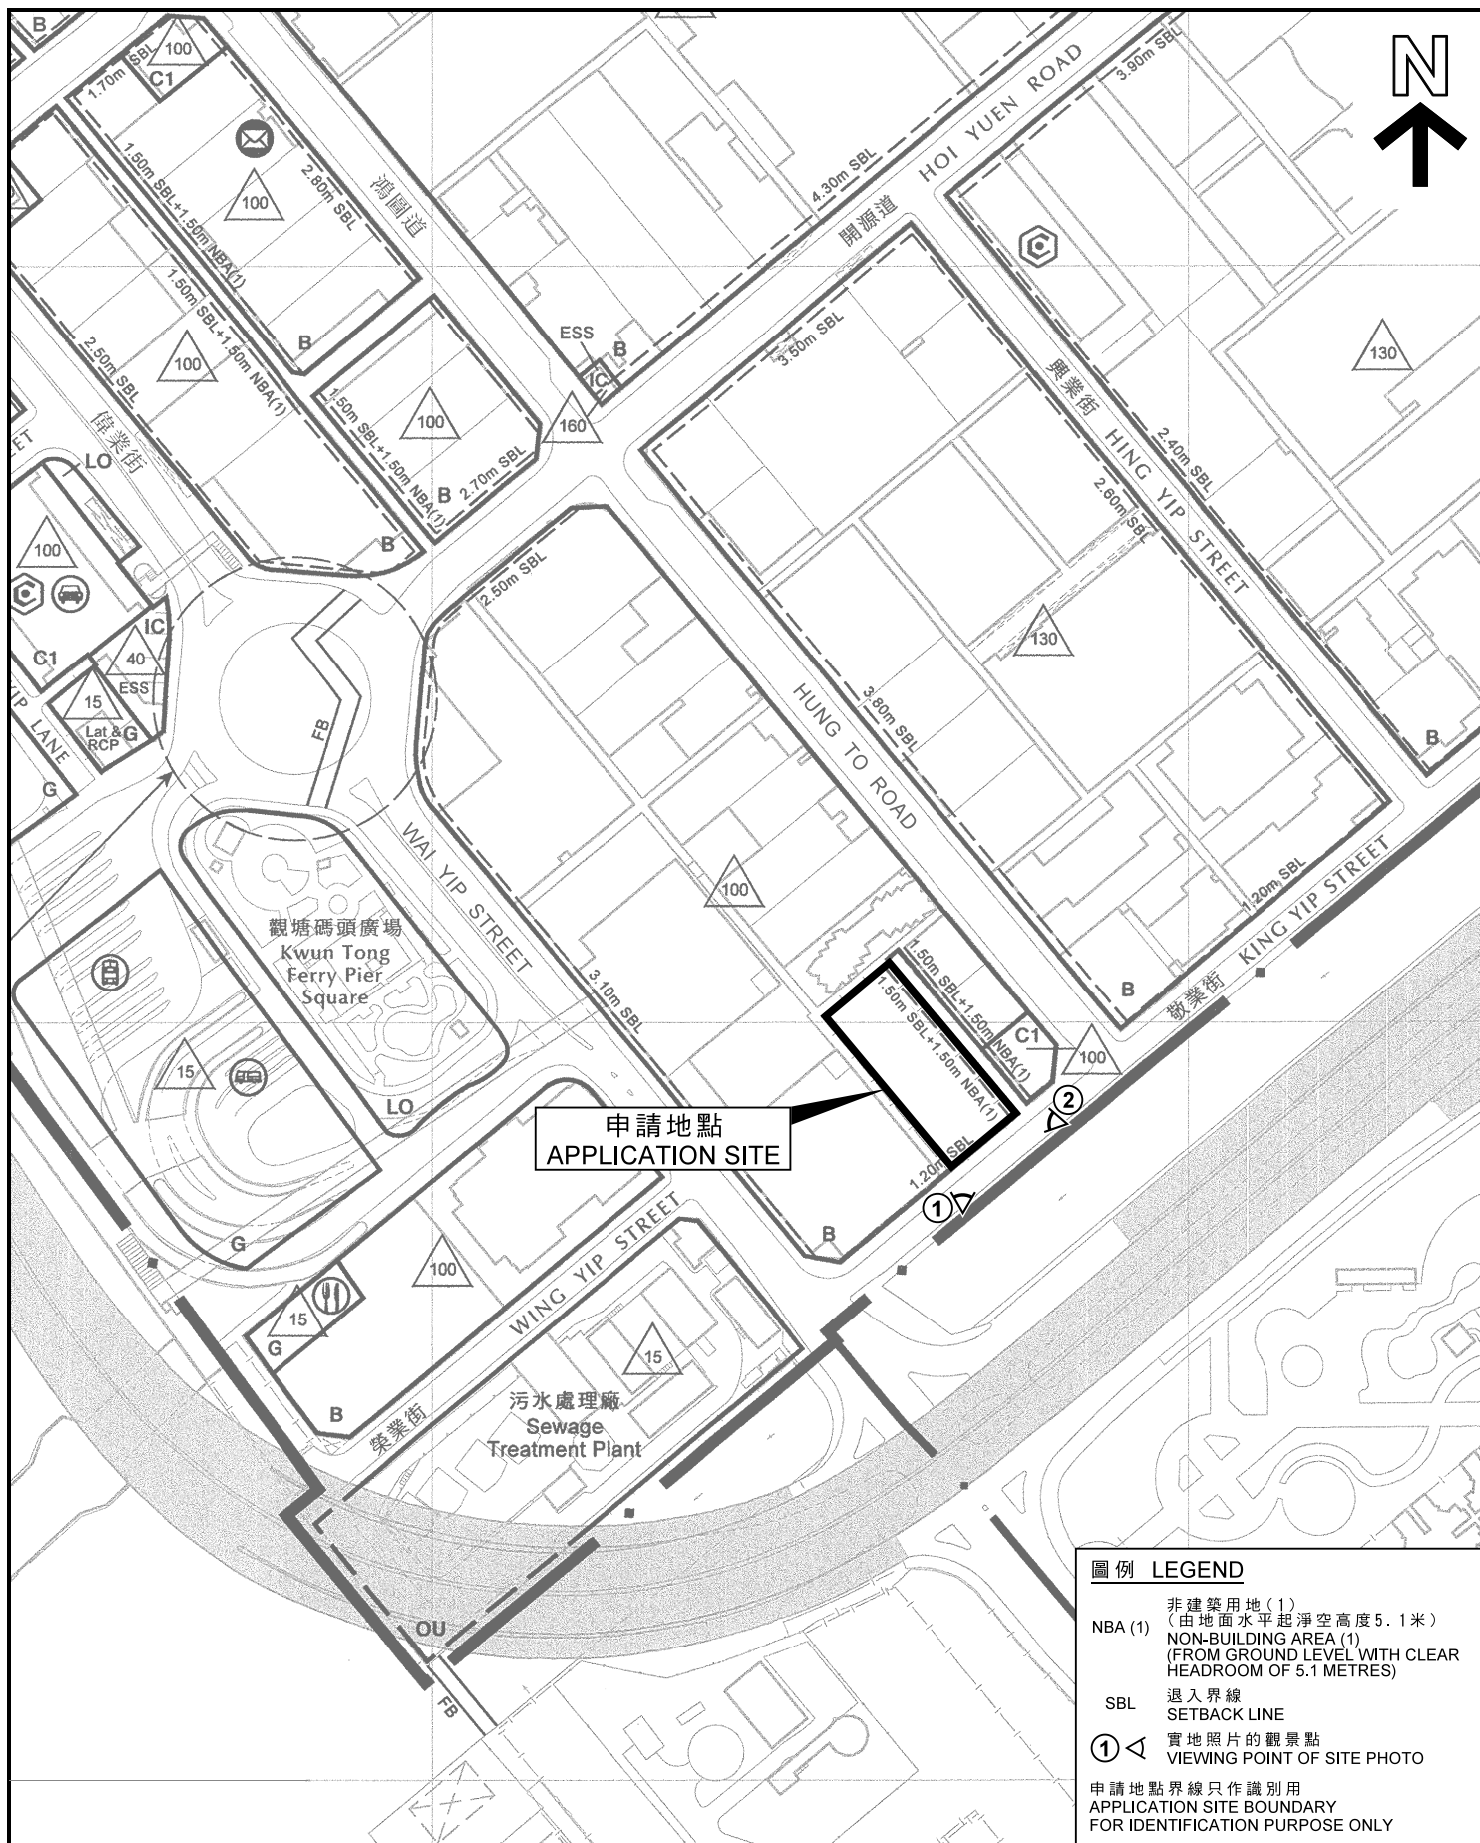 B
100
1.70m SBL
C1
N
HOI YUEN ROAD
開源道
3.90m SBL
4.30m SBL
1.50m SBL+1.50m NBA(1)
2.80m SBL
100
鴻圖道
1.50m SBL+1.50m NBA(1)
2.50m SBL
100
B
ESS
B
IC
160
3.50m SBL
130
興業街
HING YIP STREET
2.40m SBL
2.60m SBL
偉業街
ET
LO
100
1.50m SBL+1.50m NBA(1)
B
2.70m SBL
B
100
2.50m SBL
IC
C1
40
ESS
15
Lat &
RCP
G
IP LANE
G
FB
130
3.80m SBL
HUNG TO ROAD
B
WAI YIP STREET
100
1.20m SBL
敬業街 KING YIP STREET
觀塘碼頭廣場
Kwun Tong
Ferry Pier
Square
3.10m SBL
1.50m SBL+1.50m NBA(1)
1.50m SBL+1.50m NBA(1)
B
C1
100
15
LO
申請地點
APPLICATION SITE
2
1.20m SBL
1
B
G
100
WING YIP STREET
榮業街
15
G
15
B
污水處理廠
Sewage
Treatment Plant
OU
FB
圖例 LEGEND
NBA (1)
非建築用地(1)
(由地面水平起淨空高度5.1米)
NON-BUILDING AREA (1)
(FROM GROUND LEVEL WITH CLEAR
HEADROOM OF 5.1 METRES)
SBL
退入界線
SETBACK LINE
1
實地照片的觀景點
VIEWING POINT OF SITE PHOTO
申請地點界線只作識別用
APPLICATION SITE BOUNDARY
FOR IDENTIFICATION PURPOSE ONLY